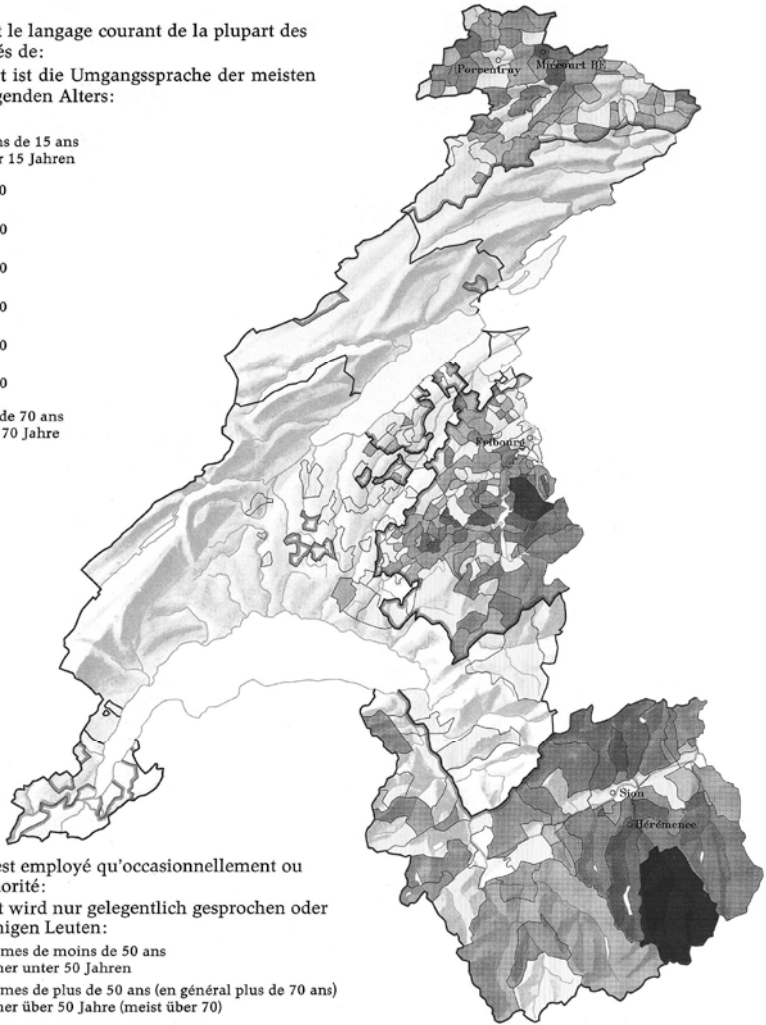 t le langage courant de la plupart des
és de:
t ist die Umgangssprache der meisten
genden Alters:
ns de 15 ans
r 15 Jahren
0
0
0
0
0
0
de 70 ans
70 Jahre
Porrentruy
Miécourt BE
Fribourg
Sion
Hérémence
est employé qu'occasionnellement ou
orité:
t wird nur gelegentlich gesprochen oder
nigen Leuten:
mes de moins de 50 ans
ner unter 50 Jahren
mes de plus de 50 ans (en général plus de 70 ans)
ner über 50 Jahre (meist über 70)